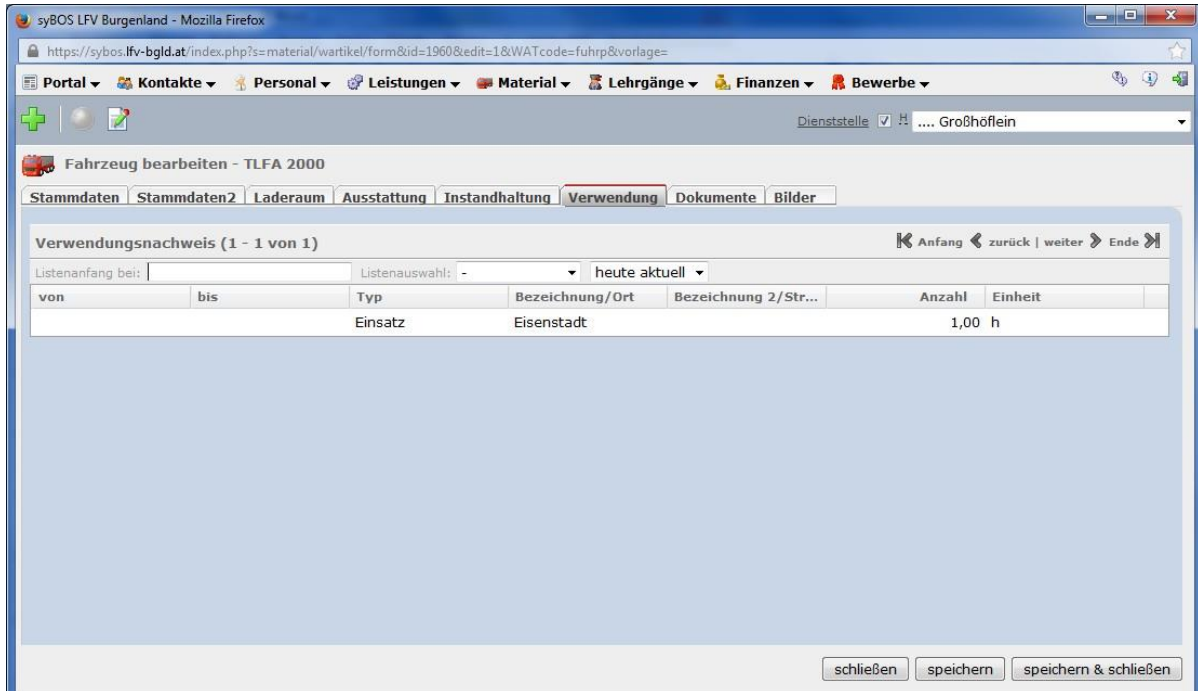 syBOS LFV Burgenland - Mozilla Firefox
https://sybos.lfv-bgld.at/index.php?s=material/wartikel/form&id=1960&edit=1&WATcode=fuhrp&vorlage=
Portal Kontakte Personal Leistungen Material Lehrgänge Finanzen Bewerbe
Dienststelle H .... Großhöflein
Fahrzeug bearbeiten - TLFA 2000
Stammdaten Stammdaten2 Laderaum Ausstattung Instandhaltung Verwendung Dokumente Bilder
Verwendungsnachweis (1 - 1 von 1) Anfang zurück | weiter Ende
Listenanfang bei: Listenauswahl: - heute aktuell
von bis Typ Bezeichnung/Ort Bezeichnung 2/Str... Anzahl Einheit
Einsatz Eisenstadt 1,00 h
schließen speichern speichern & schließen